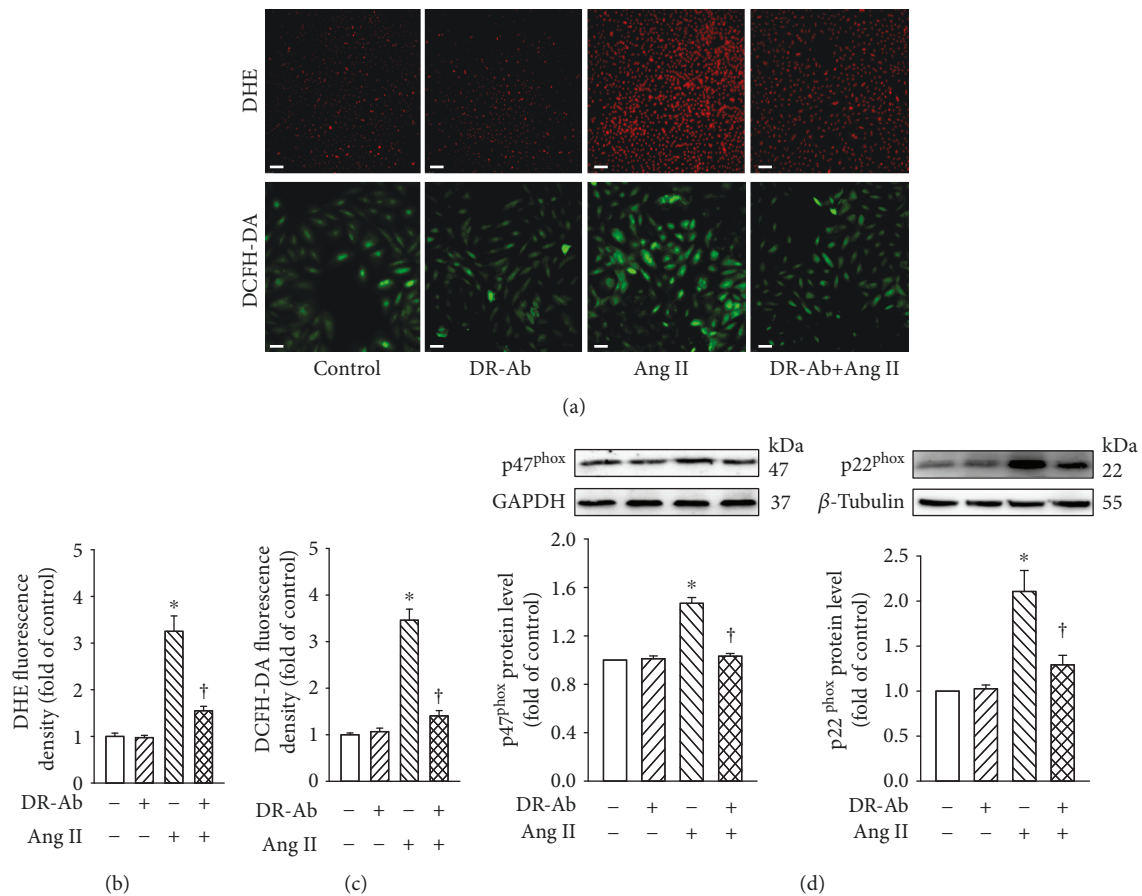 DHE
DCFH-DA
Control DR-Ab Ang II DR-Ab+Ang II
(a)
DHE fluorescence
density (fold of control)
5
4
3
2
1
0
*
†
DR-Ab − + − +
Ang II − − + +
(b)
DCFH-DA fluorescence
density (fold of control)
5
4
3
2
1
0
*
†
DR-Ab − + − +
Ang II − − + +
(c)
kDa
p47phox 47
GAPDH 37
p47phox protein level
(fold of control)
2.0
1.6
1.2
0.8
0.4
0.0
*
†
DR-Ab − + − +
Ang II − − + +
kDa
p22phox 22
β-Tubulin 55
p22 phox protein level
(fold of control)
2.5
2.0
1.5
1.0
0.5
0.0
*
†
DR-Ab − + − +
Ang II − − + +
(d)